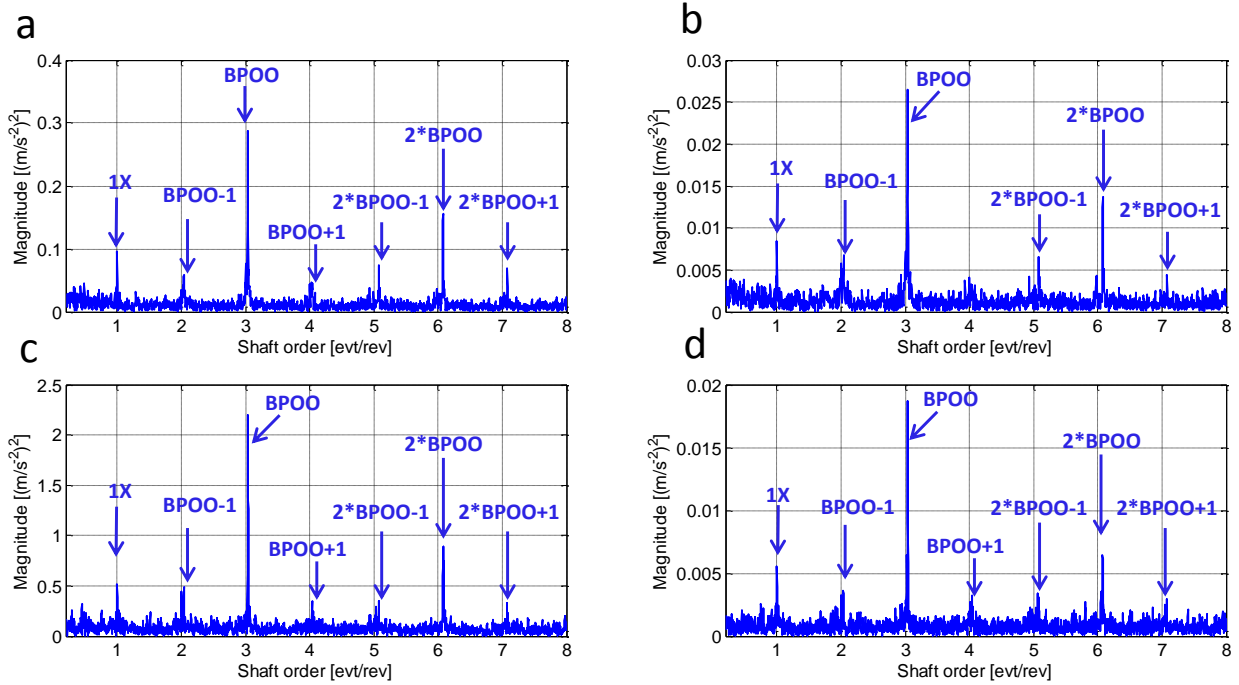 a
0.4
0.3
0.2
0.1
0
Magnitude [(m/s⁻²)²]
BPOO
2*BPOO
1X
BPOO-1
2*BPOO-1
2*BPOO+1
BPOO+1
1 2 3 4 5 6 7 8
Shaft order [evt/rev]
b
0.03
0.025
0.02
0.015
0.01
0.005
0
Magnitude [(m/s⁻²)²]
BPOO
2*BPOO
1X
BPOO-1
2*BPOO-1
2*BPOO+1
1 2 3 4 5 6 7 8
Shaft order [evt/rev]
c
2.5
2
1.5
1
0.5
0
Magnitude [(m/s⁻²)²]
BPOO
2*BPOO
1X
BPOO-1
2*BPOO-1
2*BPOO+1
BPOO+1
1 2 3 4 5 6 7 8
Shaft order [evt/rev]
d
0.02
0.015
0.01
0.005
0
Magnitude [(m/s⁻²)²]
BPOO
2*BPOO
1X
BPOO-1
2*BPOO-1
2*BPOO+1
BPOO+1
1 2 3 4 5 6 7 8
Shaft order [evt/rev]